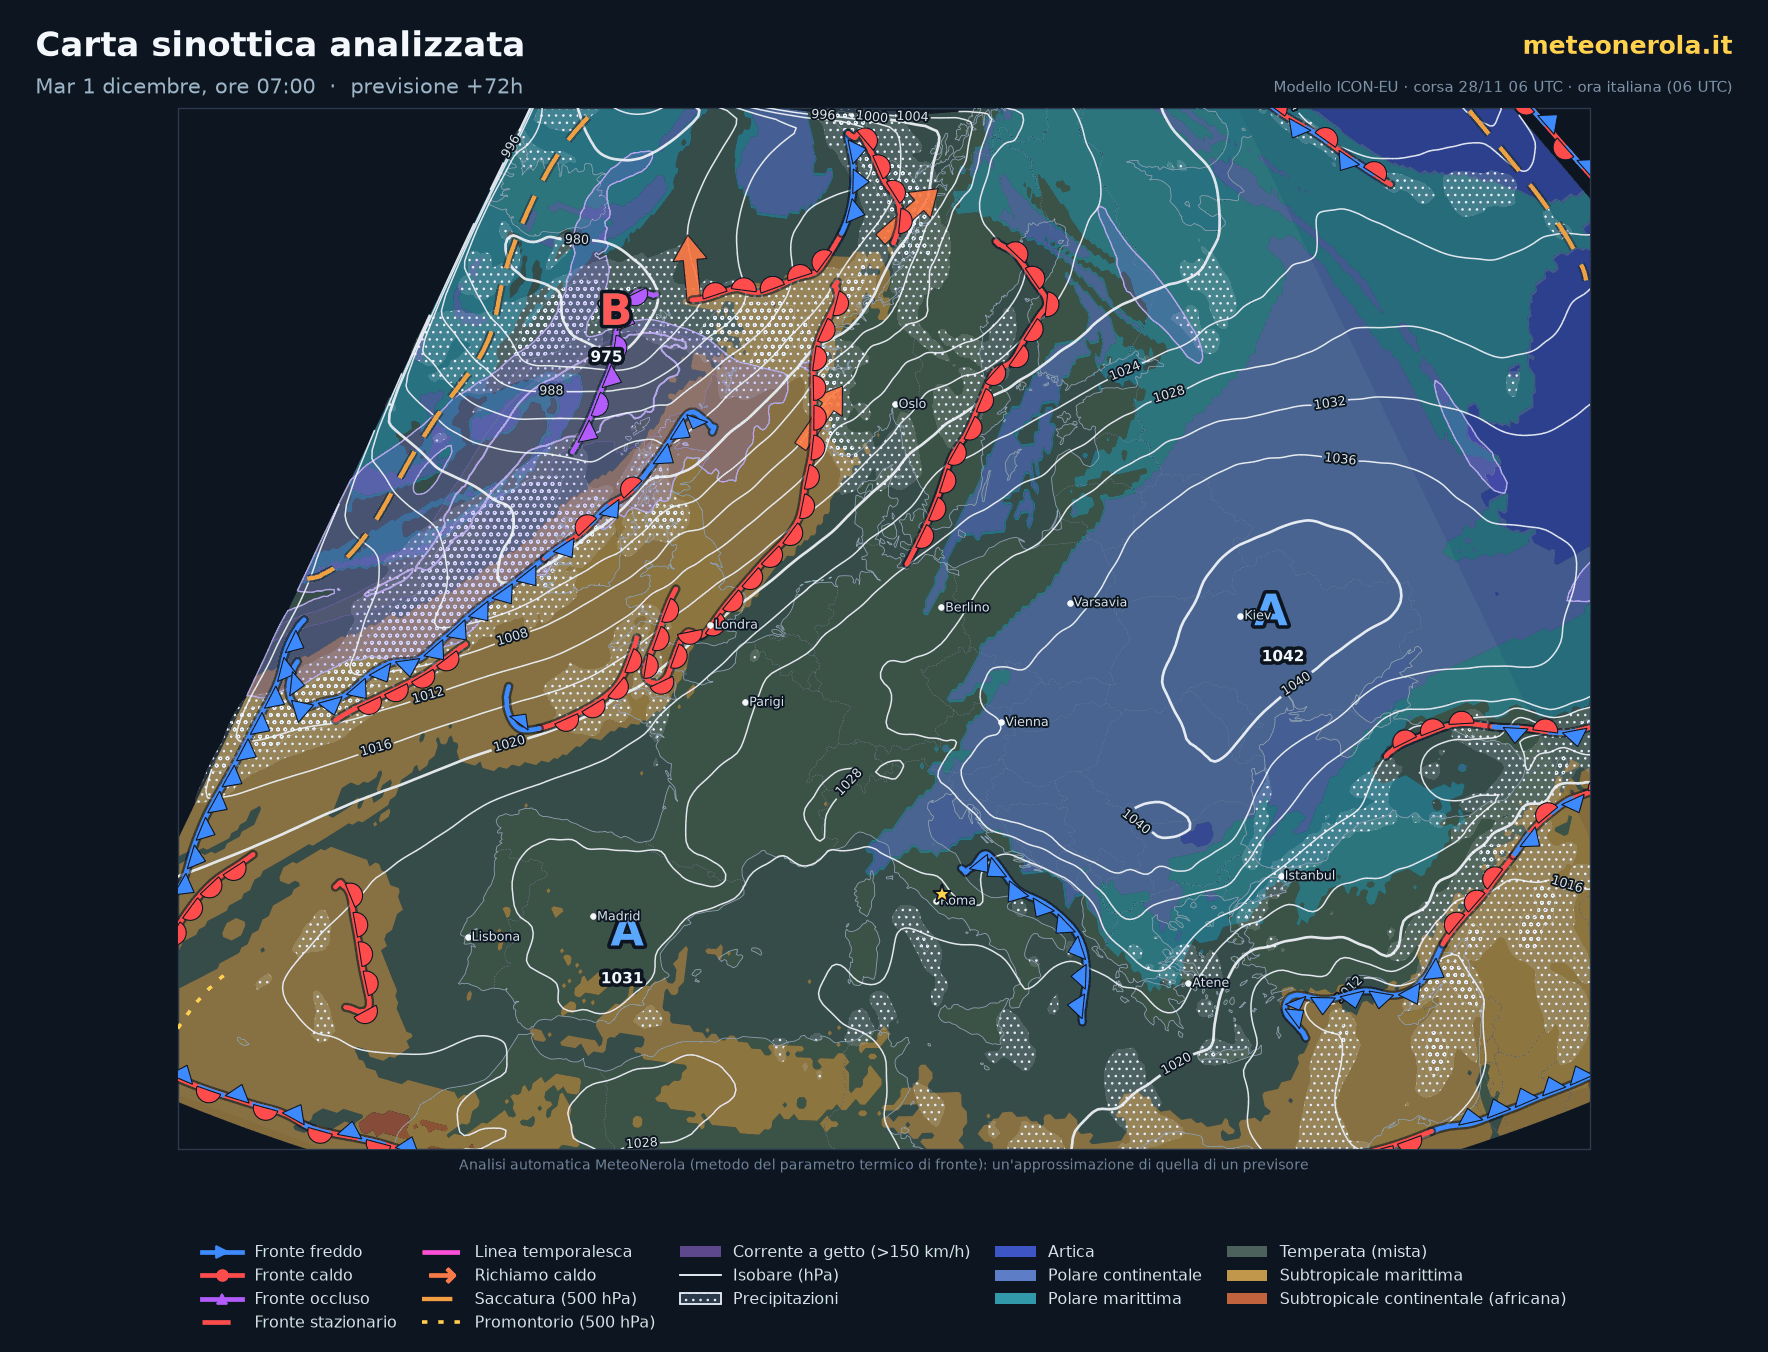 Carta sinottica analizzata
meteonerola.it
Mar 1 dicembre, ore 07:00 · previsione +72h
Modello ICON-EU · corsa 28/11 06 UTC · ora italiana (06 UTC)
996 1000 1004
996
980
B
975
988
1024
1028
1032
Oslo
1036
Berlino
Varsavia
Kiev A
1042
Londra
1008
1040
1012
Parigi
Vienna
1016
1020
1028
1040
Istanbul
1016
Roma
Madrid
A
Lisbona
1031
Atene
1012
1020
1028
Analisi automatica MeteoNerola (metodo del parametro termico di fronte): un'approssimazione di quella di un previsore
Fronte freddo
Linea temporalesca
Corrente a getto (>150 km/h)
Artica
Temperata (mista)
Fronte caldo
Richiamo caldo
Isobare (hPa)
Polare continentale
Subtropicale marittima
Fronte occluso
Saccatura (500 hPa)
Precipitazioni
Polare marittima
Subtropicale continentale (africana)
Fronte stazionario
Promontorio (500 hPa)